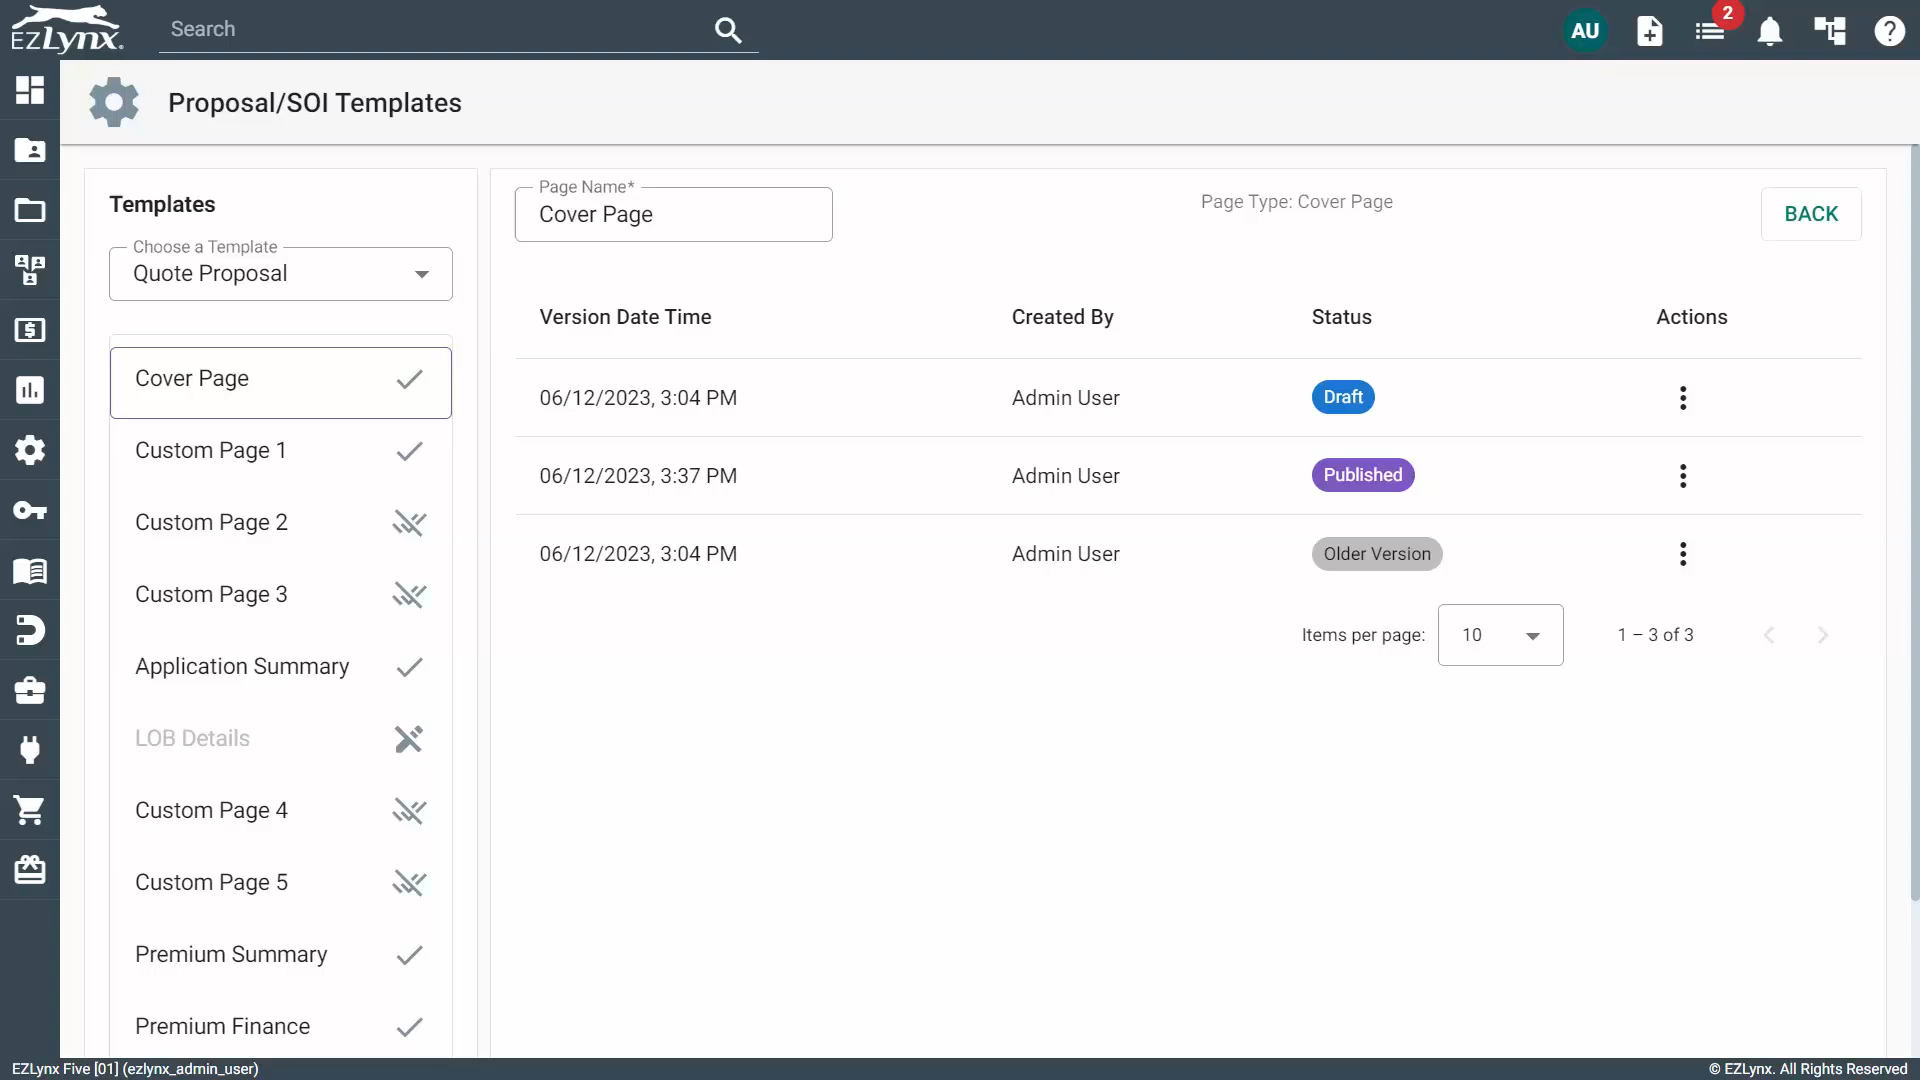 EZLynx.
Search
AU
2
Proposal/SOI Templates
Templates
Choose a Template
Quote Proposal
Cover Page
Custom Page 1
Custom Page 2
Custom Page 3
Application Summary
LOB Details
Custom Page 4
Custom Page 5
Premium Summary
Premium Finance
Page Name*
Cover Page
Page Type: Cover Page
BACK
Version Date Time Created By Status Actions
06/12/2023, 3:04 PM Admin User Draft
06/12/2023, 3:37 PM Admin User Published
06/12/2023, 3:04 PM Admin User Older Version
Items per page: 10 1 – 3 of 3
EZLynx Five [01] (ezlynx_admin_user)
© EZLynx. All Rights Reserved